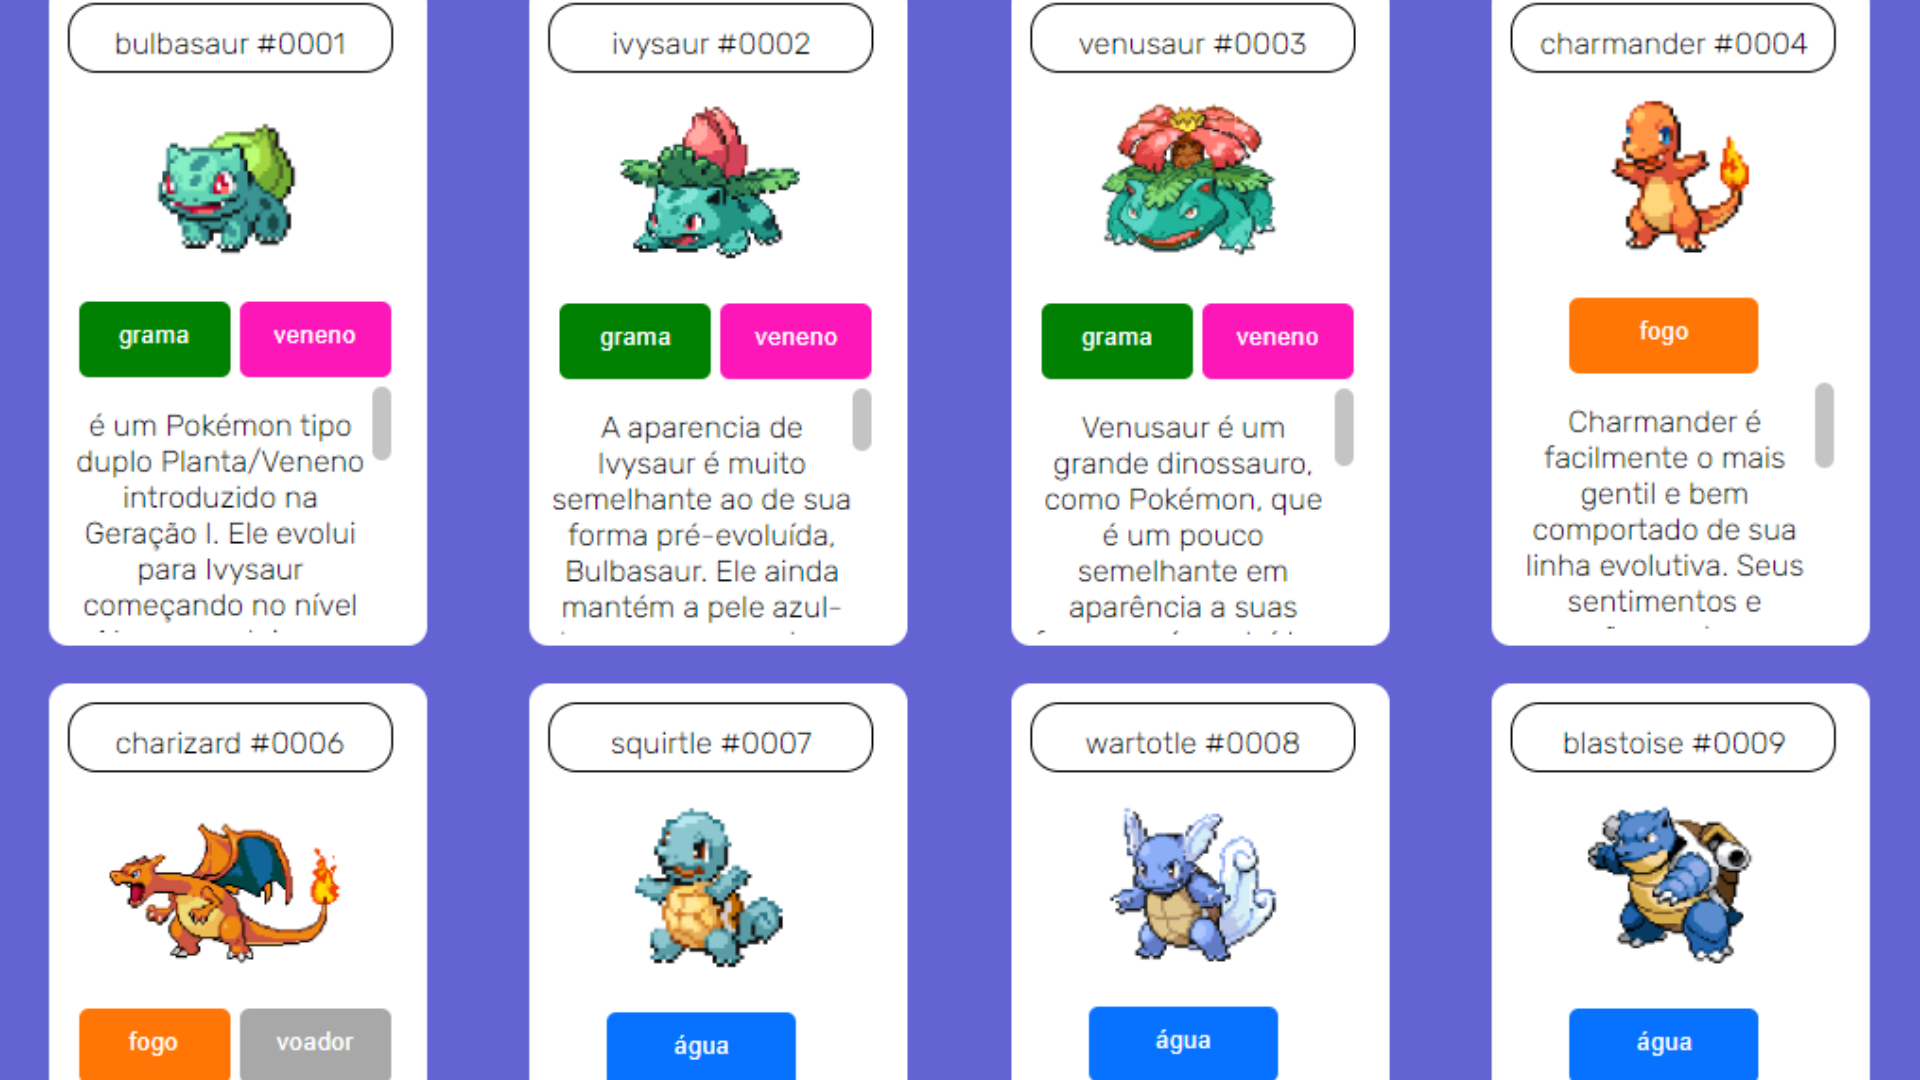 bulbasaur #0001
grama
veneno
é um Pokémon tipo
duplo Planta/Veneno
introduzido na
Geração I. Ele evolui
para Ivysaur
começando no nível
ivysaur #0002
grama
veneno
A aparencia de
Ivysaur é muito
semelhante ao de sua
forma pré-evoluída,
Bulbasaur. Ele ainda
mantém a pele azul-
venusaur #0003
grama
veneno
Venusaur é um
grande dinossauro,
como Pokémon, que
é um pouco
semelhante em
aparência a suas
charmander #0004
fogo
Charmander é
facilmente o mais
gentil e bem
comportado de sua
linha evolutiva. Seus
sentimentos e
charizard #0006
fogo
voador
squirtle #0007
água
wartotle #0008
água
blastoise #0009
água